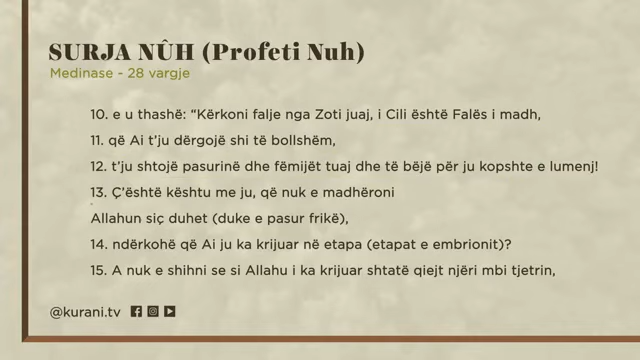 SURJA NÛH (Profeti Nuh)
Medinase - 28 vargje
10. e u thashë: “Kërkoni falje nga Zoti juaj, i Cili është Falës i madh,
11. që Ai t’ju dërgojë shi të bollshëm,
12. t’ju shtojë pasurinë dhe fëmijët tuaj dhe të bëjë për ju kopshte e lumenj!
13. Ç’është kështu me ju, që nuk e madhëroni
Allahun siç duhet (duke e pasur frikë),
14. ndërkohë që Ai ju ka krijuar në etapa (etapat e embrionit)?
15. A nuk e shihni se si Allahu i ka krijuar shtatë qiejt njëri mbi tjetrin,
@kurani.tv